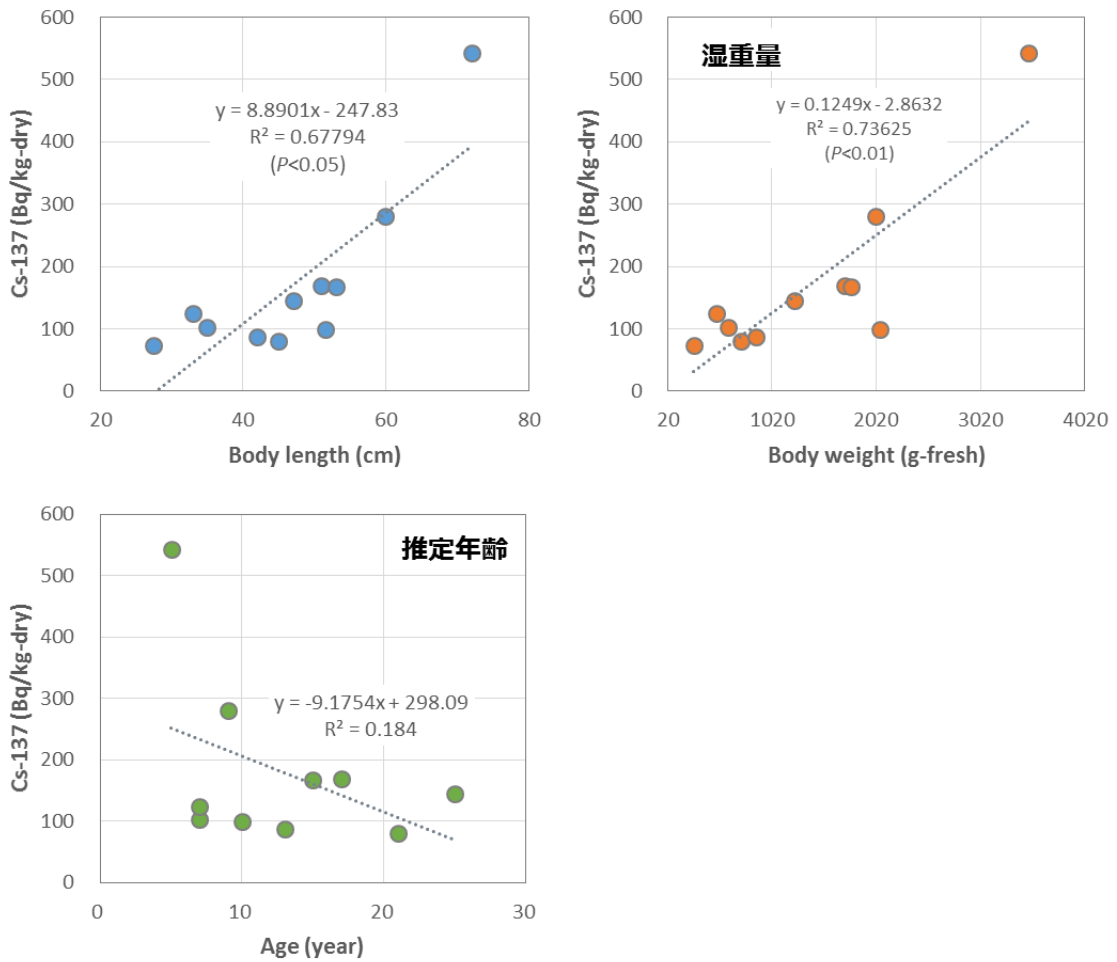 600
500
400
300
200
100
0
Cs-137 (Bq/kg-dry)
y = 8.8901x - 247.83
R² = 0.67794
(P<0.05)
20 40 60 80
Body length (cm)
600
500
400
300
200
100
0
Cs-137 (Bq/kg-dry)
湿重量
y = 0.1249x - 2.8632
R² = 0.73625
(P<0.01)
20 1020 2020 3020 4020
Body weight (g-fresh)
600
500
400
300
200
100
0
Cs-137 (Bq/kg-dry)
推定年齢
y = -9.1754x + 298.09
R² = 0.184
0 10 20 30
Age (year)